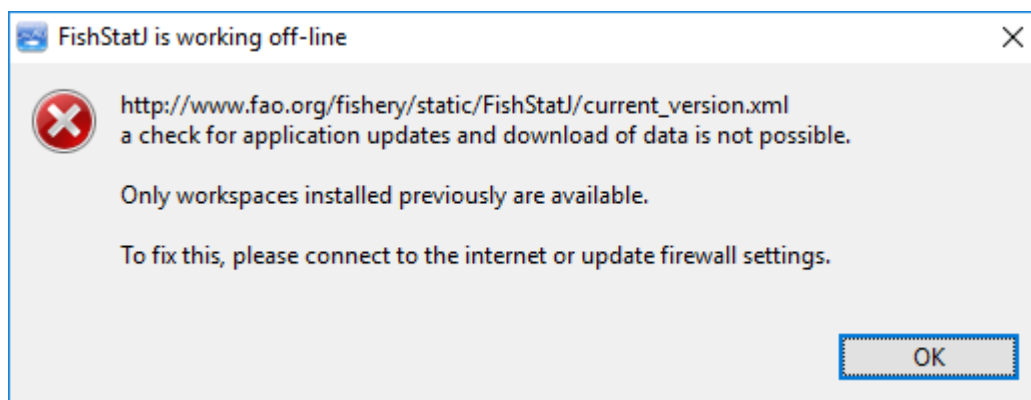 FishStatJ is working off-line
http://www.fao.org/fishery/static/FishStatJ/current_version.xml
a check for application updates and download of data is not possible.
Only workspaces installed previously are available.
To fix this, please connect to the internet or update firewall settings.
OK